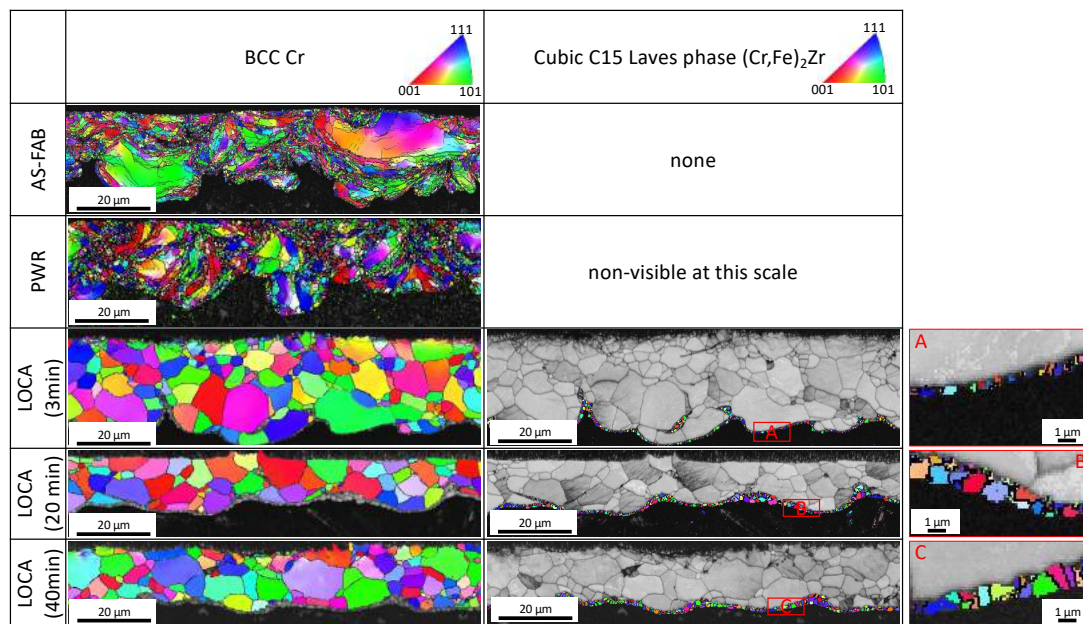 BCC Cr
111
001
101
Cubic C15 Laves phase (Cr,Fe)₂Zr
111
001
101
AS-FAB
20 µm
none
PWR
20 µm
non-visible at this scale
LOCA
(3min)
20 µm
A
20 µm
A
1 µm
LOCA
(20 min)
20 µm
B
20 µm
B
1 µm
LOCA
(40min)
20 µm
C
20 µm
C
1 µm